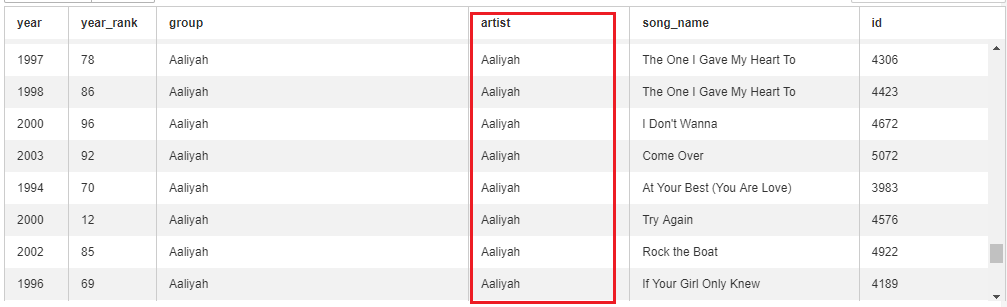 year year_rank group artist song_name id
1997 78 Aaliyah Aaliyah The One I Gave My Heart To 4306
1998 86 Aaliyah Aaliyah The One I Gave My Heart To 4423
2000 96 Aaliyah Aaliyah I Don't Wanna 4672
2003 92 Aaliyah Aaliyah Come Over 5072
1994 70 Aaliyah Aaliyah At Your Best (You Are Love) 3983
2000 12 Aaliyah Aaliyah Try Again 4576
2002 85 Aaliyah Aaliyah Rock the Boat 4922
1996 69 Aaliyah Aaliyah If Your Girl Only Knew 4189